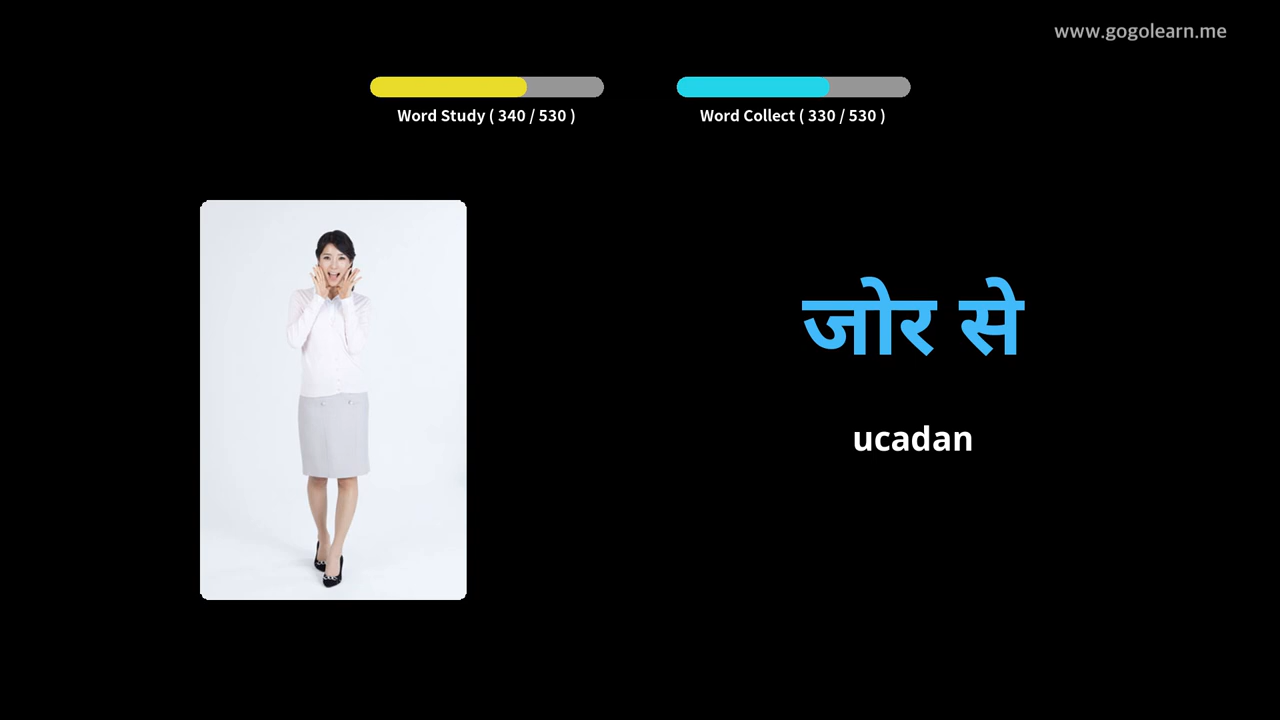 www.gogolearn.me
Word Study ( 340 / 530 )
Word Collect ( 330 / 530 )
जोर से
ucadan